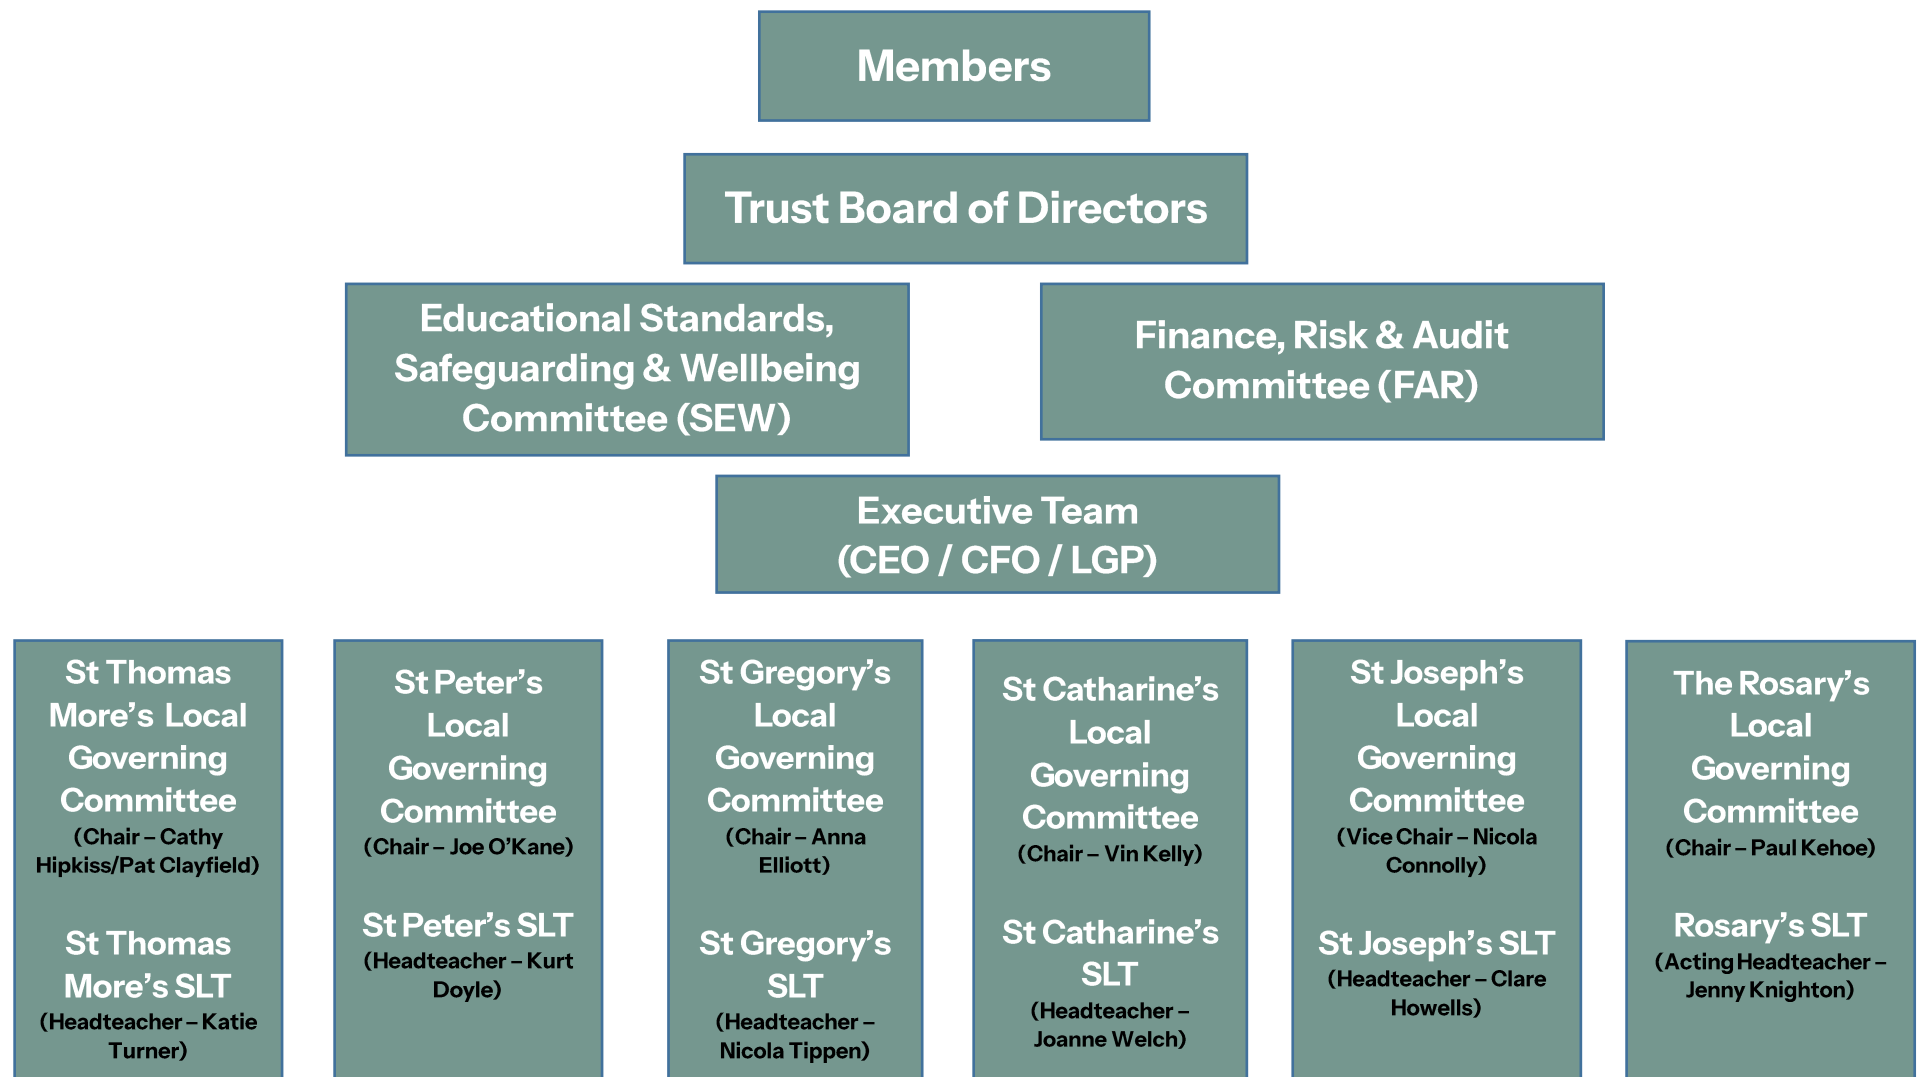 Members
Trust Board of Directors
Educational Standards,
Safeguarding & Wellbeing
Committee (SEW)
Finance, Risk & Audit
Committee (FAR)
Executive Team
(CEO / CFO / LGP)
St Thomas
More’s Local
Governing
Committee
(Chair – Cathy
Hipkiss/Pat Clayfield)
St Thomas
More’s SLT
(Headteacher – Katie
Turner)
St Peter’s
Local
Governing
Committee
(Chair – Joe O’Kane)
St Peter’s SLT
(Headteacher – Kurt
Doyle)
St Gregory’s
Local
Governing
Committee
(Chair – Anna
Elliott)
St Gregory’s
SLT
(Headteacher –
Nicola Tippen)
St Catharine’s
Local
Governing
Committee
(Chair – Vin Kelly)
St Catharine’s
SLT
(Headteacher –
Joanne Welch)
St Joseph’s
Local
Governing
Committee
(Vice Chair – Nicola
Connolly)
St Joseph’s SLT
(Headteacher – Clare
Howells)
The Rosary’s
Local
Governing
Committee
(Chair – Paul Kehoe)
Rosary’s SLT
(Acting Headteacher –
Jenny Knighton)